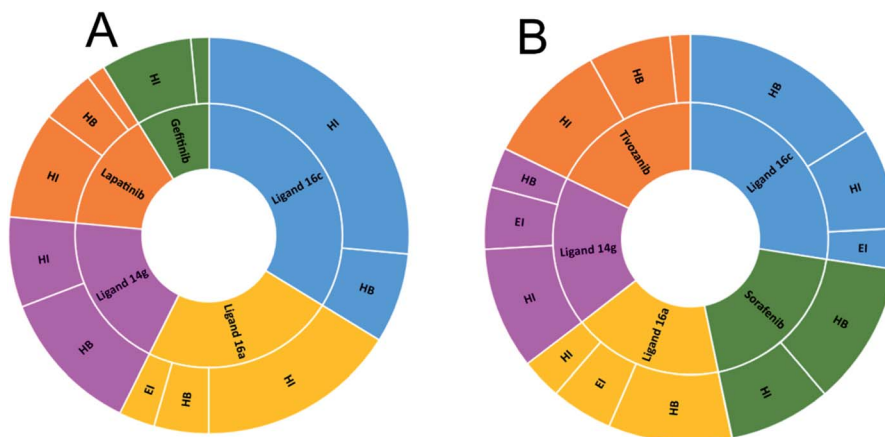 A
HI
HB
Ligand 16c
HI
HB
EI
Ligand 16a
HB
HI
Ligand 14g
HI
HB
Lapatinib
HI
Gefitinib
B
HB
HI
EI
Ligand 16c
HB
HI
Sorafenib
HB
EI
HI
Ligand 16a
HI
EI
HB
Ligand 14g
HI
HB
Tivozanib